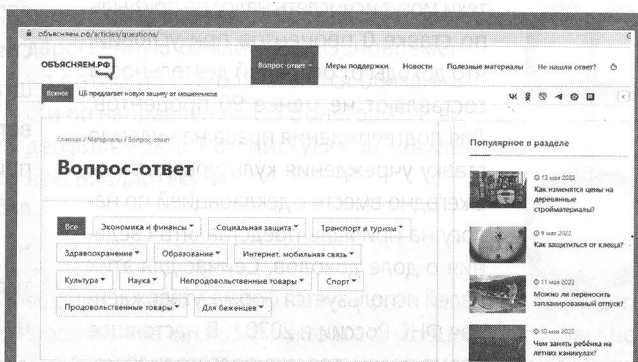 объясняем.рф/articles/questions/
ОБЪЯСНЯЕМ.РФ
Вопрос-ответ
Меры поддержки
Новости
Полезные материалы
Не нашли ответ?
Важное
ЦБ предлагает новую защиту от мошенников
Главная / Материалы / Вопрос-ответ
Вопрос-ответ
Все
Экономика и финансы
Социальная защита
Транспорт и туризм
Здравоохранение
Образование
Интернет, мобильная связь
Культура
Наука
Непродовольственные товары
Спорт
Продовольственные товары
Для беженцев
Популярное в разделе
13 мая 2022
Как изменятся цены на
деревянные
стройматериалы?
9 мая 2022
Как защититься от клеща?
11 мая 2022
Можно ли переносить
запланированный отпуск?
Чем занять ребёнка на
летних каникулах?